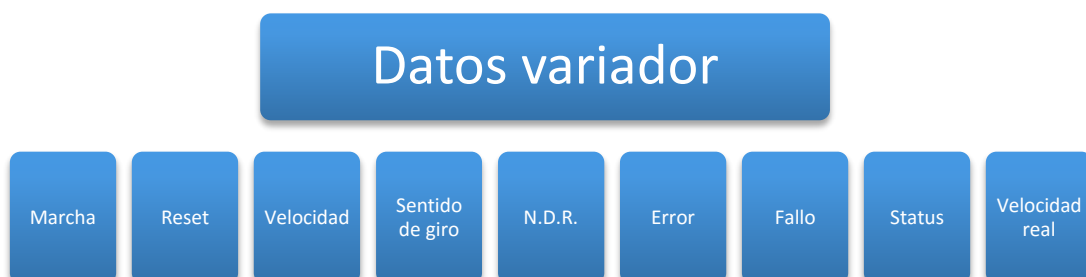 Datos variador
Marcha
Reset
Velocidad
Sentido
de giro
N.D.R.
Error
Fallo
Status
Velocidad
real